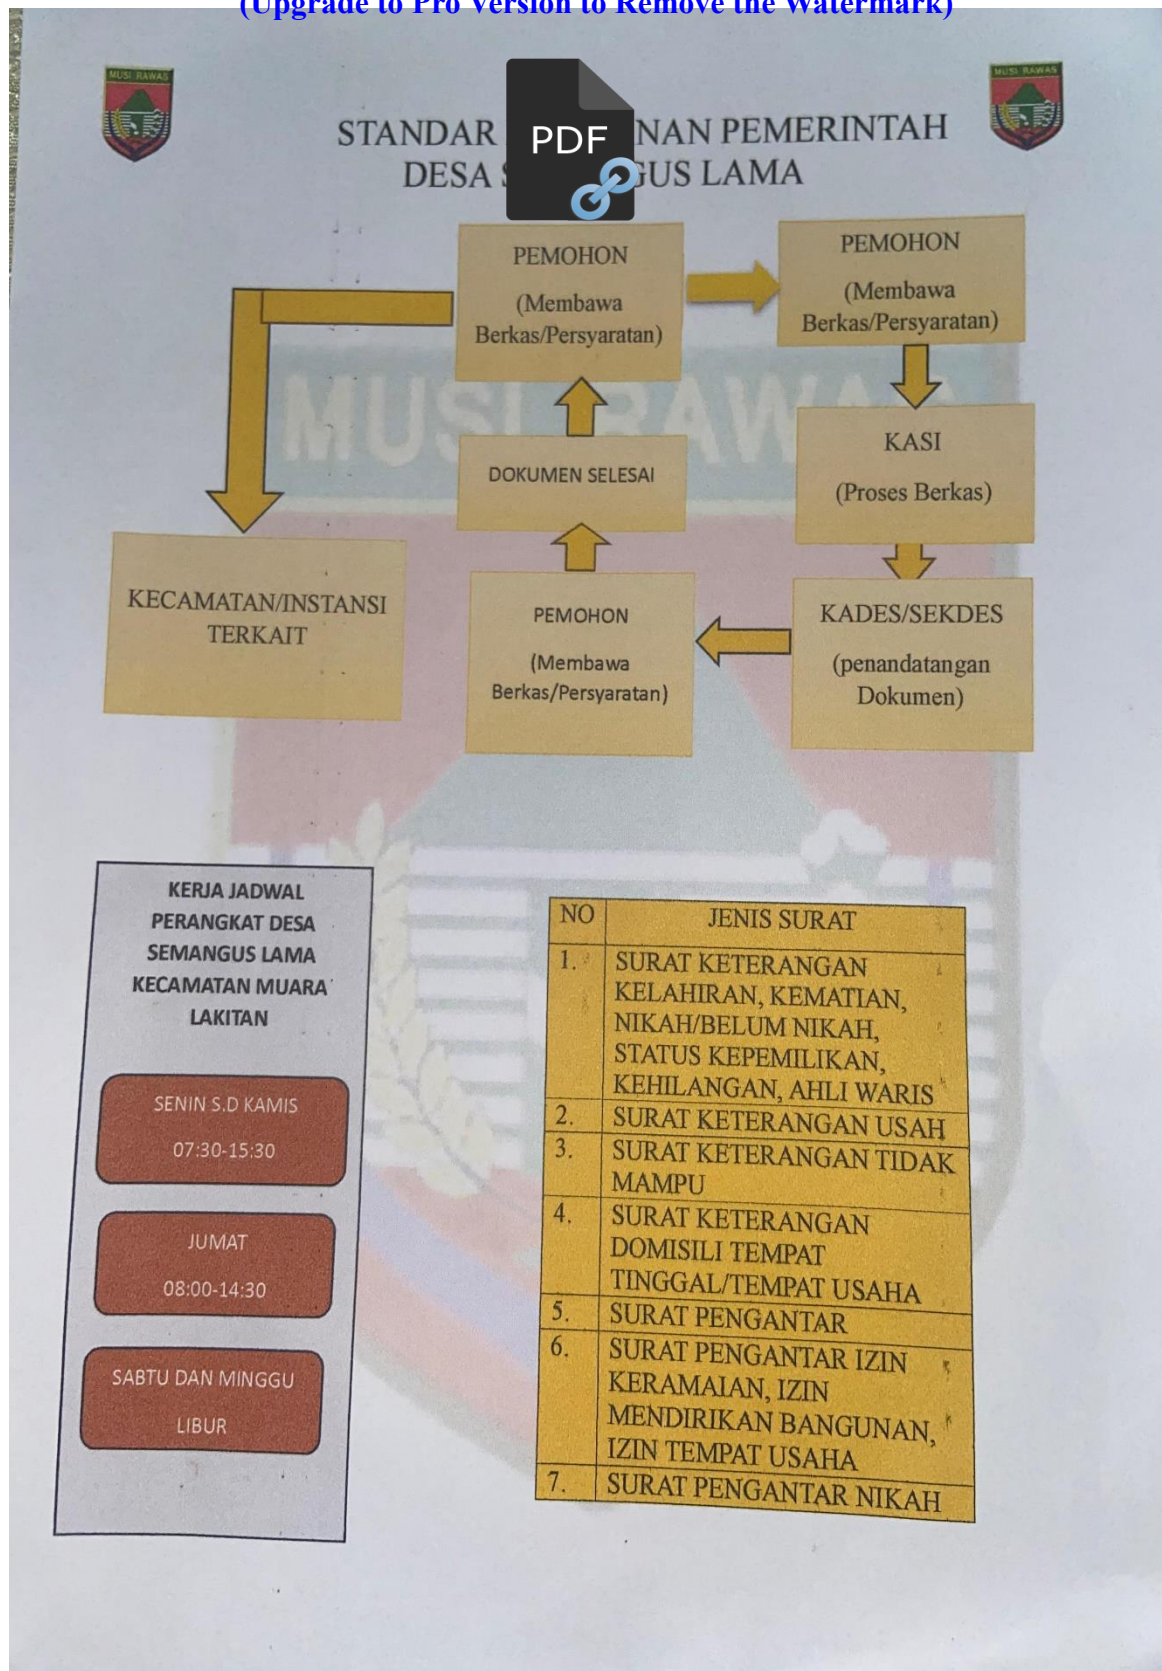 (Upgrade to Pro Version to Remove the Watermark)
MUSI RAWAS
MUSI RAWAS
PDF
STANDAR NAN PEMERINTAH
DESA S GUS LAMA
PEMOHON
(Membawa
Berkas/Persyaratan)
PEMOHON
(Membawa
Berkas/Persyaratan)
MUSI RAWAS
DOKUMEN SELESAI
KASI
(Proses Berkas)
KECAMATAN/INSTANSI
TERKAIT
PEMOHON
(Membawa
Berkas/Persyaratan)
KADES/SEKDES
(penandatangan
Dokumen)
KERJA JADWAL
PERANGKAT DESA
SEMANGUS LAMA
KECAMATAN MUARA
LAKITAN
SENIN S.D KAMIS
07:30-15:30
JUMAT
08:00-14:30
SABTU DAN MINGGU
LIBUR
NO JENIS SURAT
1. SURAT KETERANGAN
KELAHIRAN, KEMATIAN,
NIKAH/BELUM NIKAH,
STATUS KEPEMILIKAN,
KEHILANGAN, AHLI WARIS
2. SURAT KETERANGAN USAH
3. SURAT KETERANGAN TIDAK
MAMPU
4. SURAT KETERANGAN
DOMISILI TEMPAT
TINGGAL/TEMPAT USAHA
5. SURAT PENGANTAR
6. SURAT PENGANTAR IZIN
KERAMAIAN, IZIN
MENDIRIKAN BANGUNAN,
IZIN TEMPAT USAHA
7. SURAT PENGANTAR NIKAH